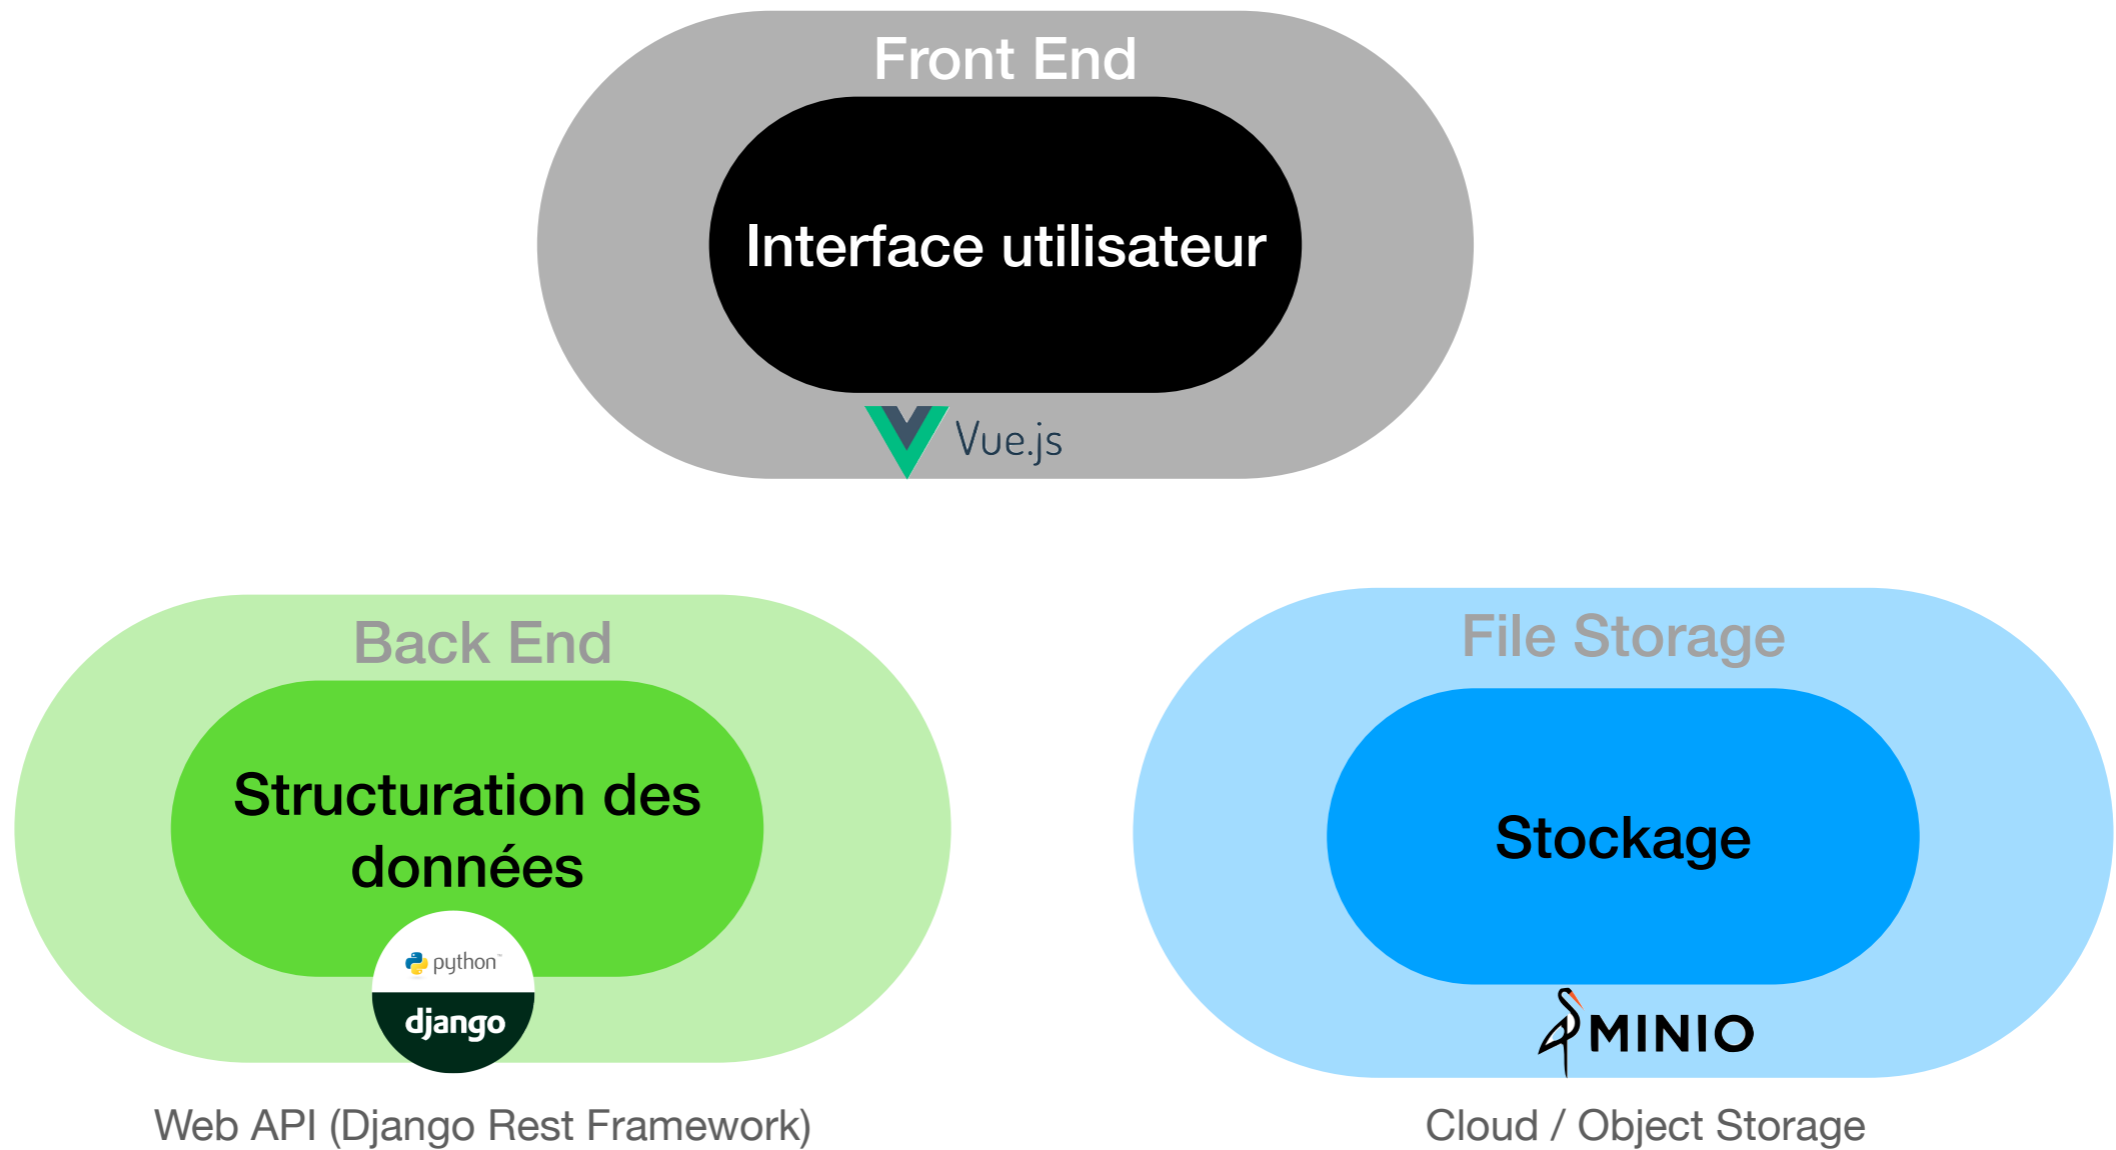 Front End
Interface utilisateur
Vue.js
Back End
Structuration des
données
python™
django
Web API (Django Rest Framework)
File Storage
Stockage
MINIO
Cloud / Object Storage